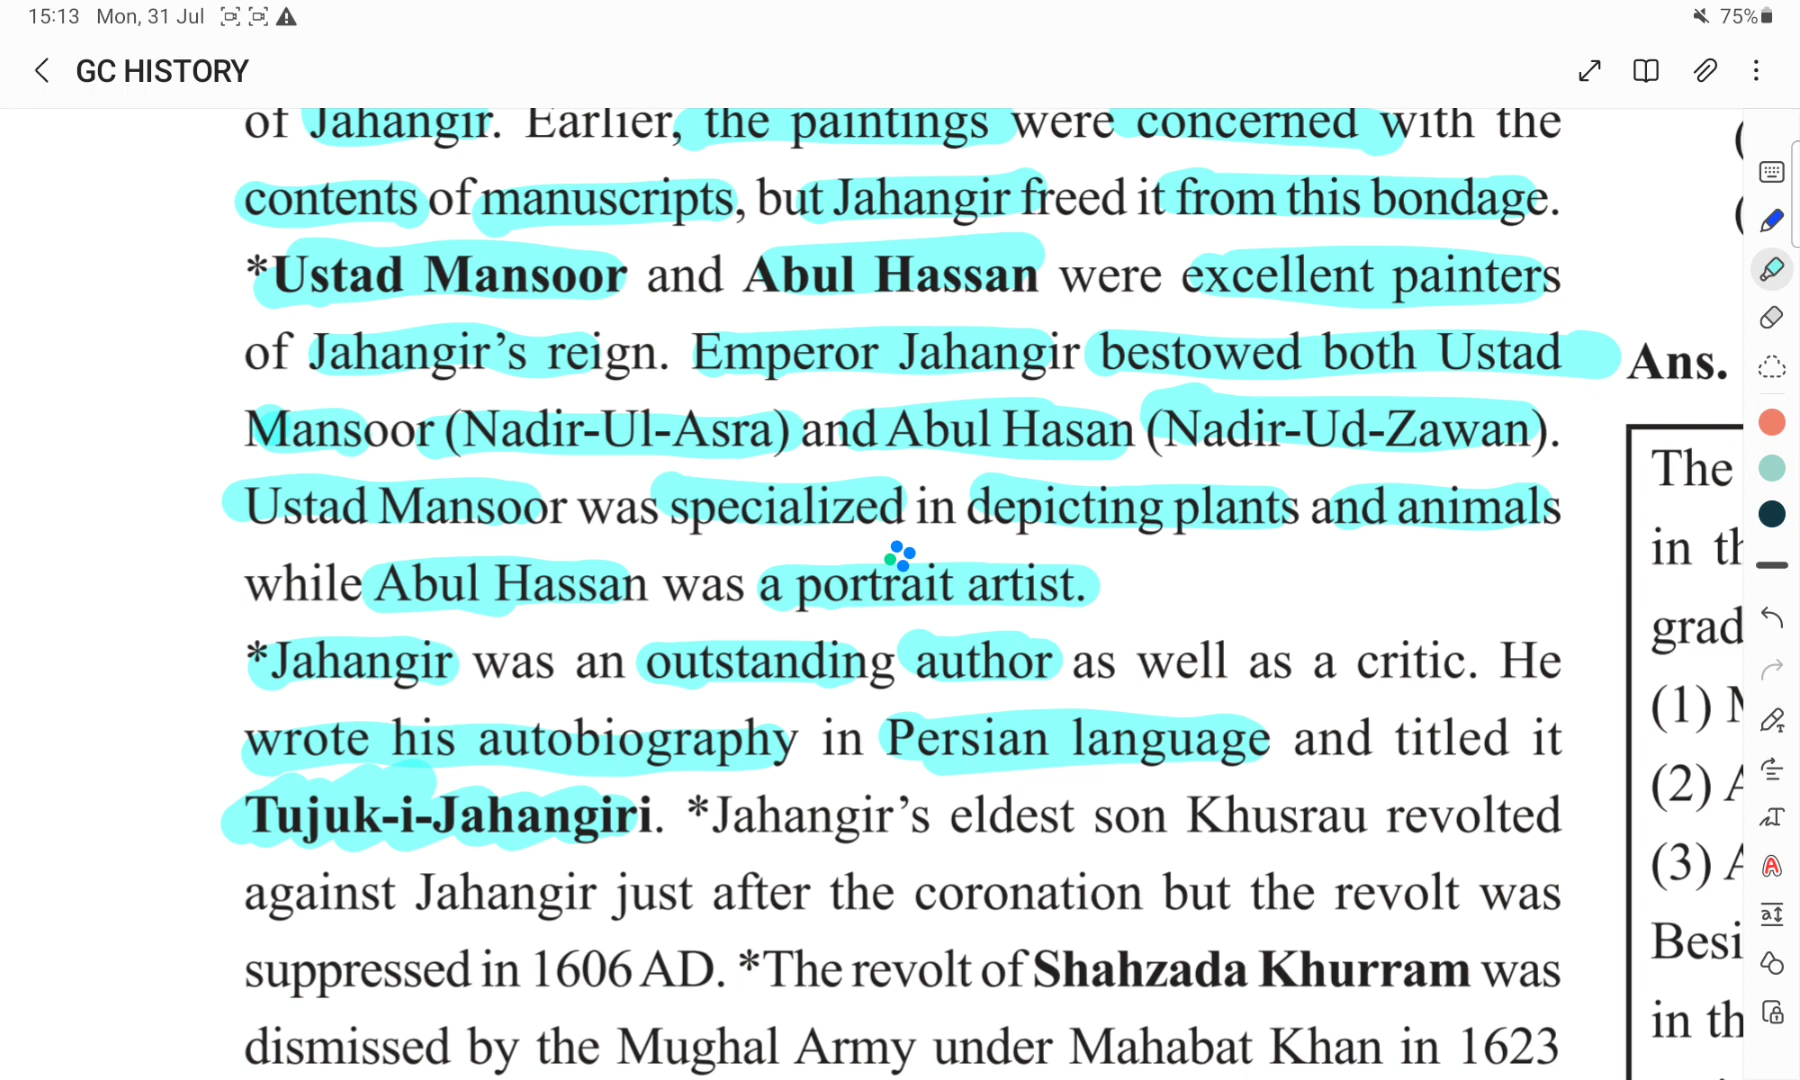 15:13 Mon, 31 Jul
75%
GC HISTORY
of Jahangir. Earlier, the paintings were concerned with the
contents of manuscripts, but Jahangir freed it from this bondage.
*Ustad Mansoor and Abul Hassan were excellent painters
of Jahangir's reign. Emperor Jahangir bestowed both Ustad
Mansoor (Nadir-Ul-Asra) and Abul Hasan (Nadir-Ud-Zawan).
Ustad Mansoor was specialized in depicting plants and animals
while Abul Hassan was a portrait artist.
*Jahangir was an outstanding author as well as a critic. He
wrote his autobiography in Persian language and titled it
Tujuk-i-Jahangiri. *Jahangir's eldest son Khusrau revolted
against Jahangir just after the coronation but the revolt was
suppressed in 1606 AD. *The revolt of Shahzada Khurram was
dismissed by the Mughal Army under Mahabat Khan in 1623
Ans.
The
in
grad
(1)
(2) A
(3) A
Besi
in th